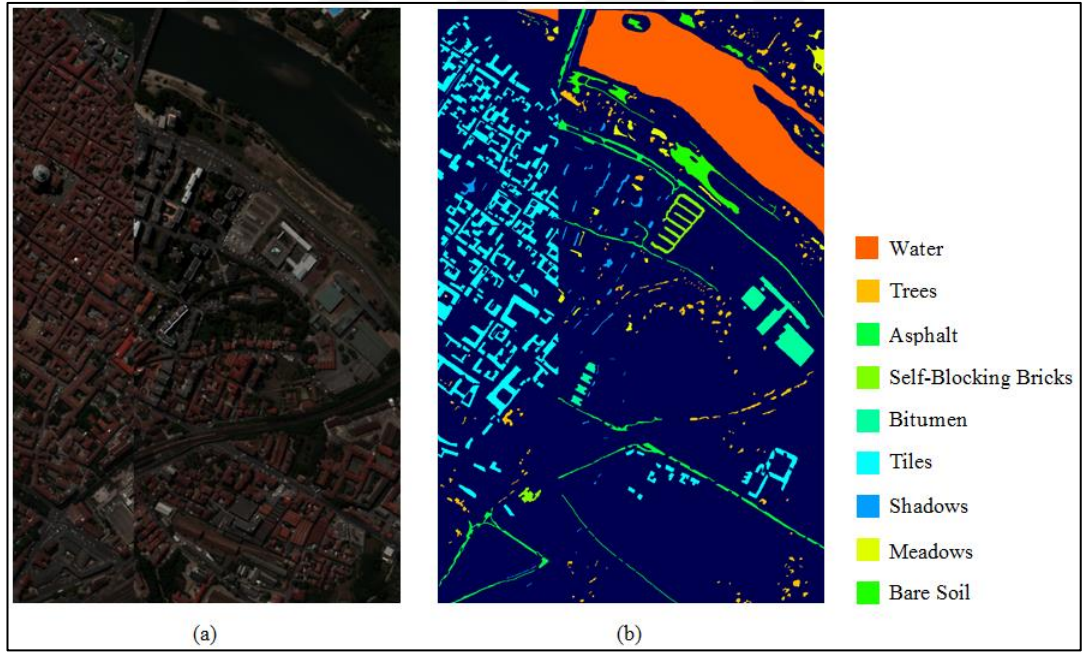 Water
Trees
Asphalt
Self-Blocking Bricks
Bitumen
Tiles
Shadows
Meadows
Bare Soil
(a)
(b)